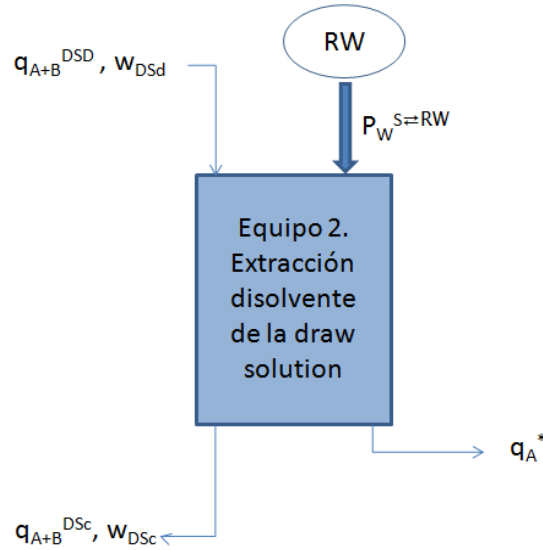 RW
q_{A+B}^{DSD} , w_{DSd}
P_W^{S⇄RW}
Equipo 2.
Extracción
disolvente
de la draw
solution
q_A^*
q_{A+B}^{DSc}, w_{DSc}